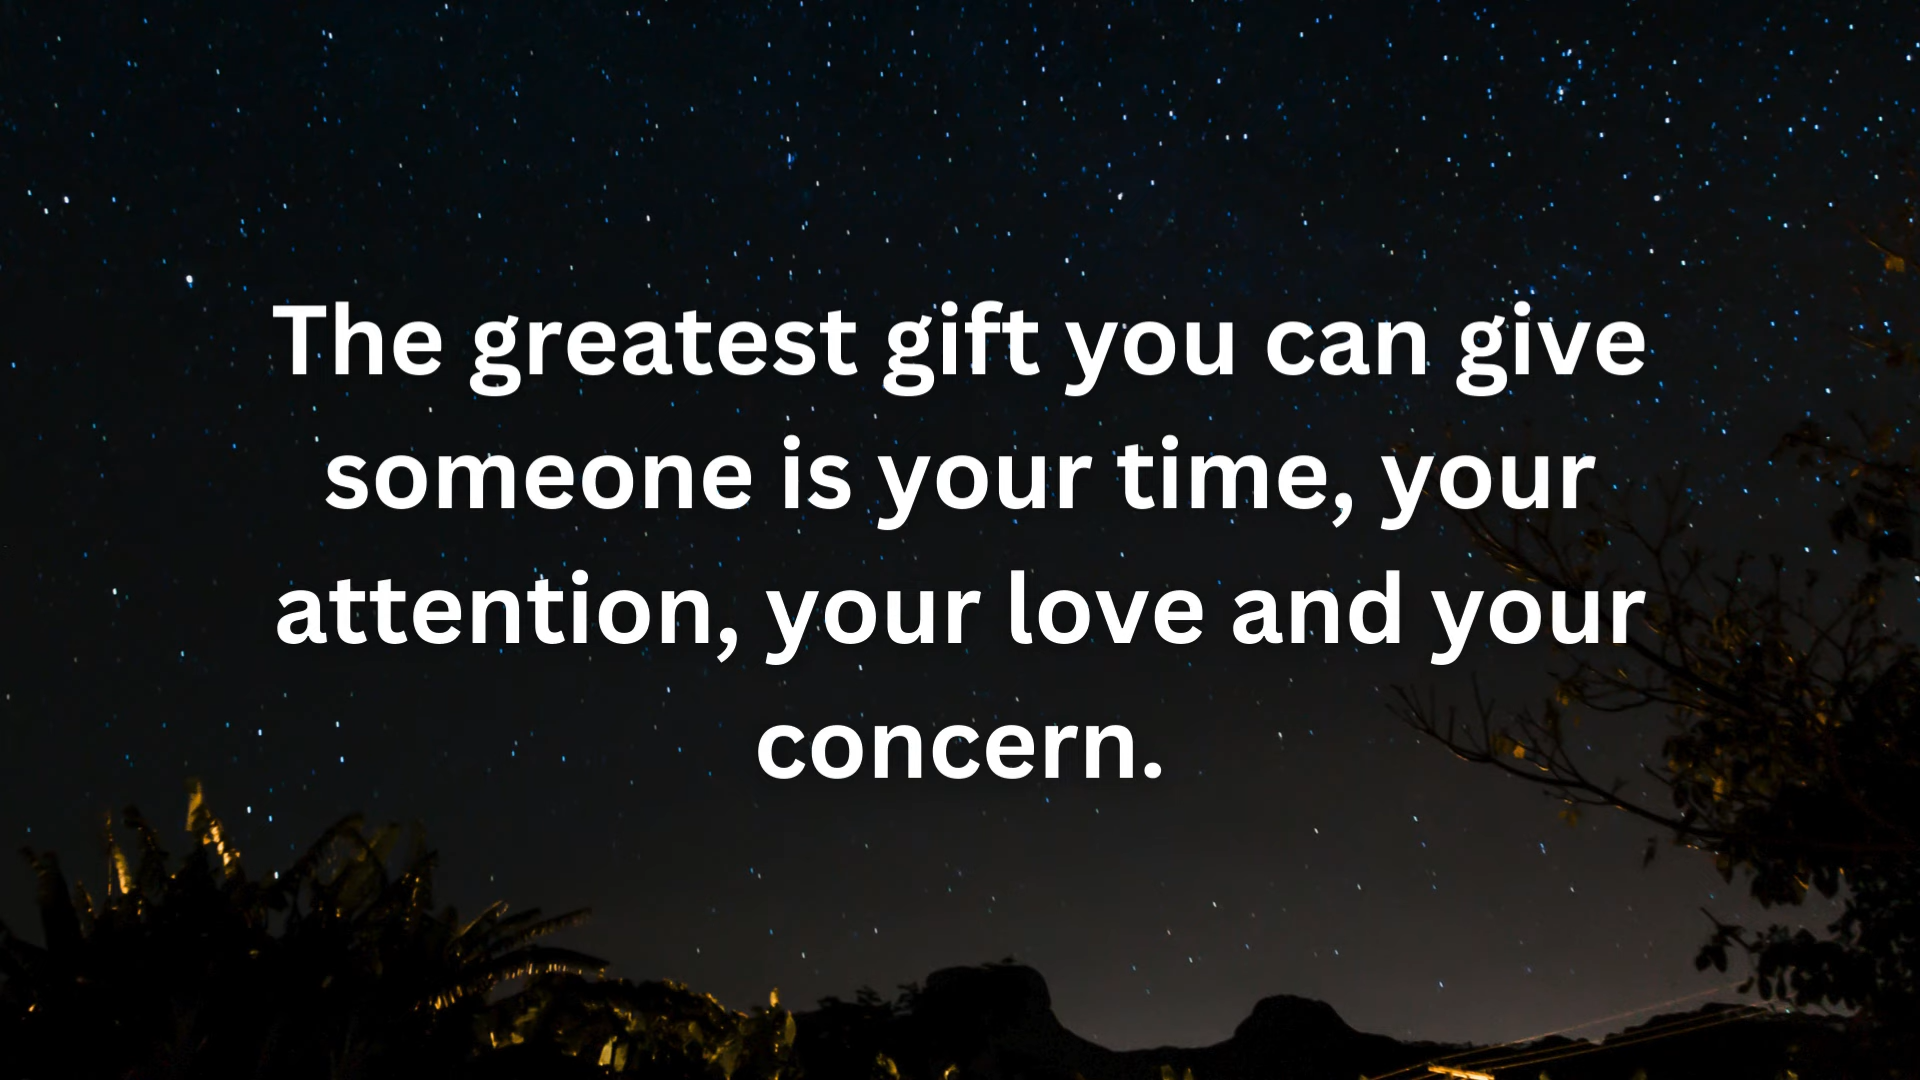 The greatest gift you can give
someone is your time, your
attention, your love and your
concern.